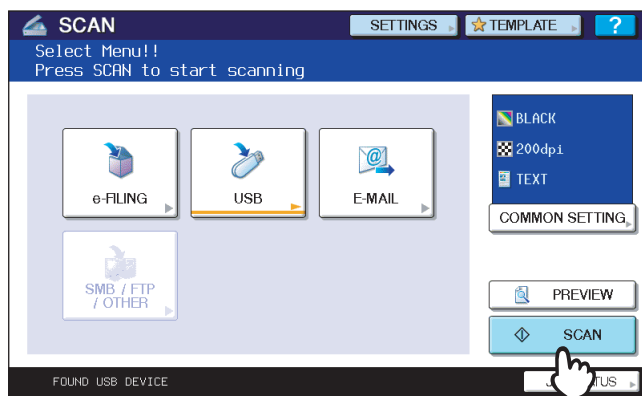 SCAN
SETTINGS
TEMPLATE
?
Select Menu!!
Press SCAN to start scanning
BLACK
200dpi
TEXT
e-FILING
USB
@
E-MAIL
COMMON SETTING
SMB / FTP
/ OTHER
PREVIEW
SCAN
FOUND USB DEVICE